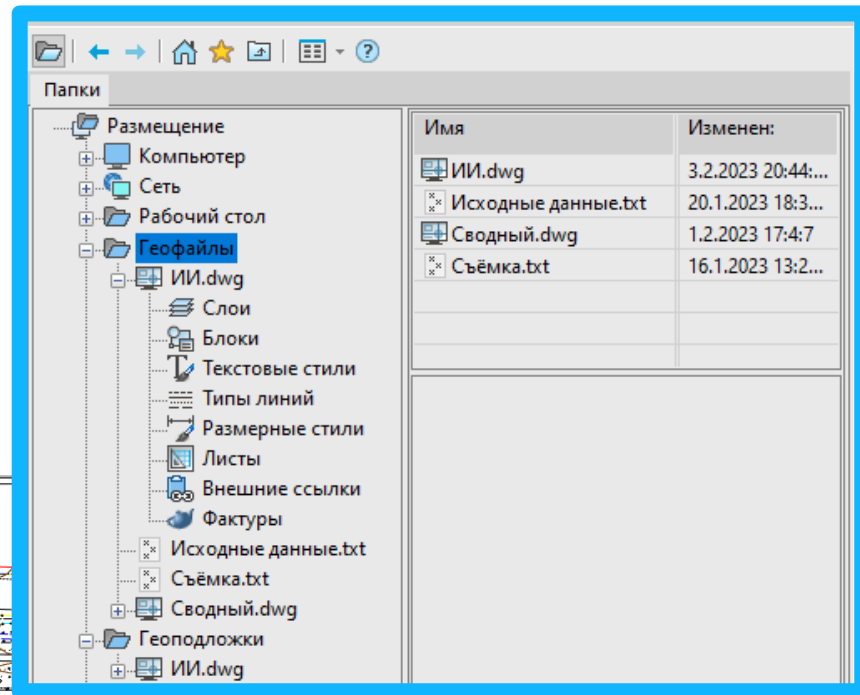 Папки
Размещение
Компьютер
Сеть
Рабочий стол
Геофайлы
ИИ.dwg
Слои
Блоки
Текстовые стили
Типы линий
Размерные стили
Листы
Внешние ссылки
Фактуры
Исходные данные.txt
Съёмка.txt
Сводный.dwg
Геоподложки
ИИ.dwg
Имя Изменен:
ИИ.dwg 3.2.2023 20:44:...
Исходные данные.txt 20.1.2023 18:3...
Сводный.dwg 1.2.2023 17:4:7
Съёмка.txt 16.1.2023 13:2...